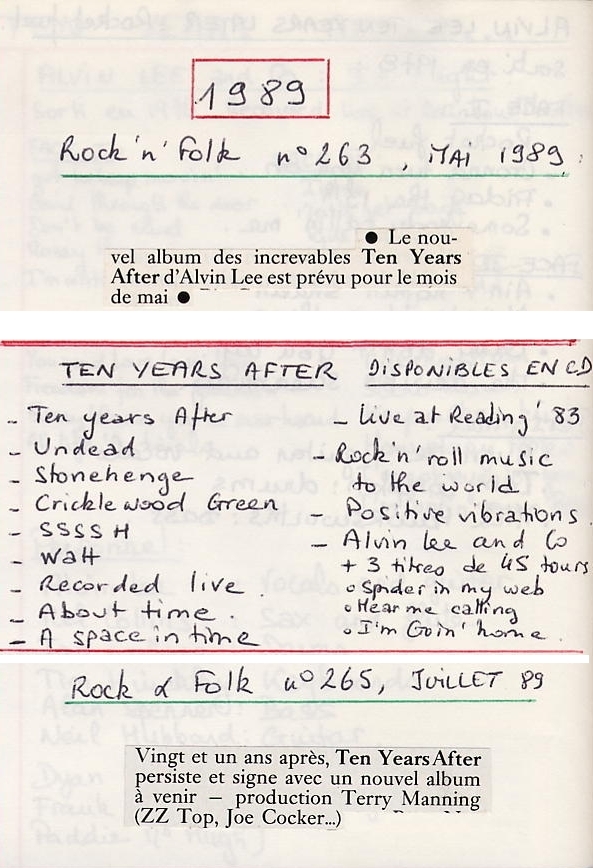 1989
Rock 'n' Folk n° 263, MAI 1989.
● Le nou-
vel album des increvables Ten Years
After d'Alvin Lee est prévu pour le mois
de mai ●
TEN YEARS AFTER DISPONIBLES EN CD
- Ten years After
- Undead
- Stonehenge
- Cricklewood Green
- SSSSH
- Watt
- Recorded live.
- About time.
- A space in time
- Live at Reading' 83
- Rock'n'roll music
to the world
- Positive vibrations.
- Alvin Lee and Co
+ 3 titres de 45 tours
o Spider in my web
o Hear me calling
o I'm Goin' home.
Rock & Folk n° 265, JUILLET 89
Vingt et un ans après, Ten Years After
persiste et signe avec un nouvel album
à venir — production Terry Manning
(ZZ Top, Joe Cocker...)